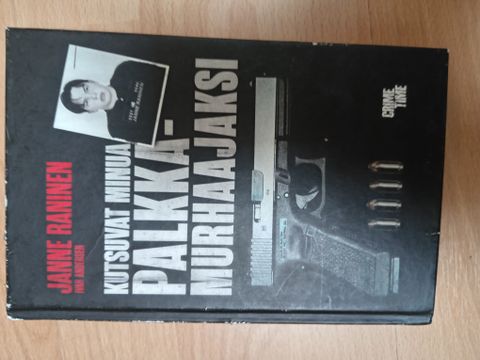 JANNE RANINEN
KUTSUVAT MINUA
PALKKA-
MURHAAJAKSI
CRIME
TIME